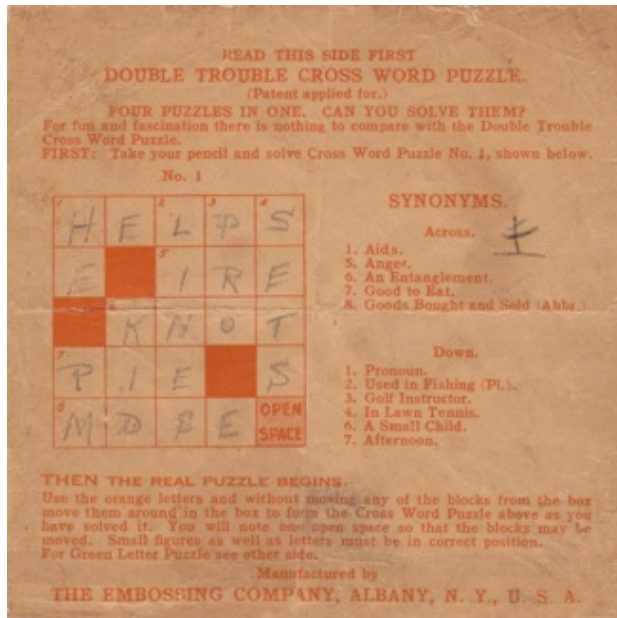 READ THIS SIDE FIRST
DOUBLE TROUBLE CROSS WORD PUZZLE.
(Patent applied for.)
FOUR PUZZLES IN ONE. CAN YOU SOLVE THEM?
For fun and fascination there is nothing to compare with the Double Trouble
Cross Word Puzzle.
FIRST: Take your pencil and solve Cross Word Puzzle No. 1, shown below.
No. 1
1 H E 2 L 3 P 4 S
E 5 I R E
6 K N O T
7 P I E S
8 M D S E OPEN
SPACE
SYNONYMS.
Across.
1. Aids.
5. Anger.
6. An Entanglement.
7. Good to Eat.
8. Goods Bought and Sold (Abbr.)
Down.
1. Pronoun.
2. Used in Fishing (Pl.).
3. Golf Instructor.
4. In Lawn Tennis.
6. A Small Child.
7. Afternoon.
THEN THE REAL PUZZLE BEGINS.
Use the orange letters and without moving any of the blocks from the box
move them around in the box to form the Cross Word Puzzle above as you
have solved it. You will note one open space so that the blocks may be
moved. Small figures as well as letters must be in correct position.
For Green Letter Puzzle see other side.
Manufactured by
THE EMBOSSING COMPANY, ALBANY, N. Y., U. S. A.